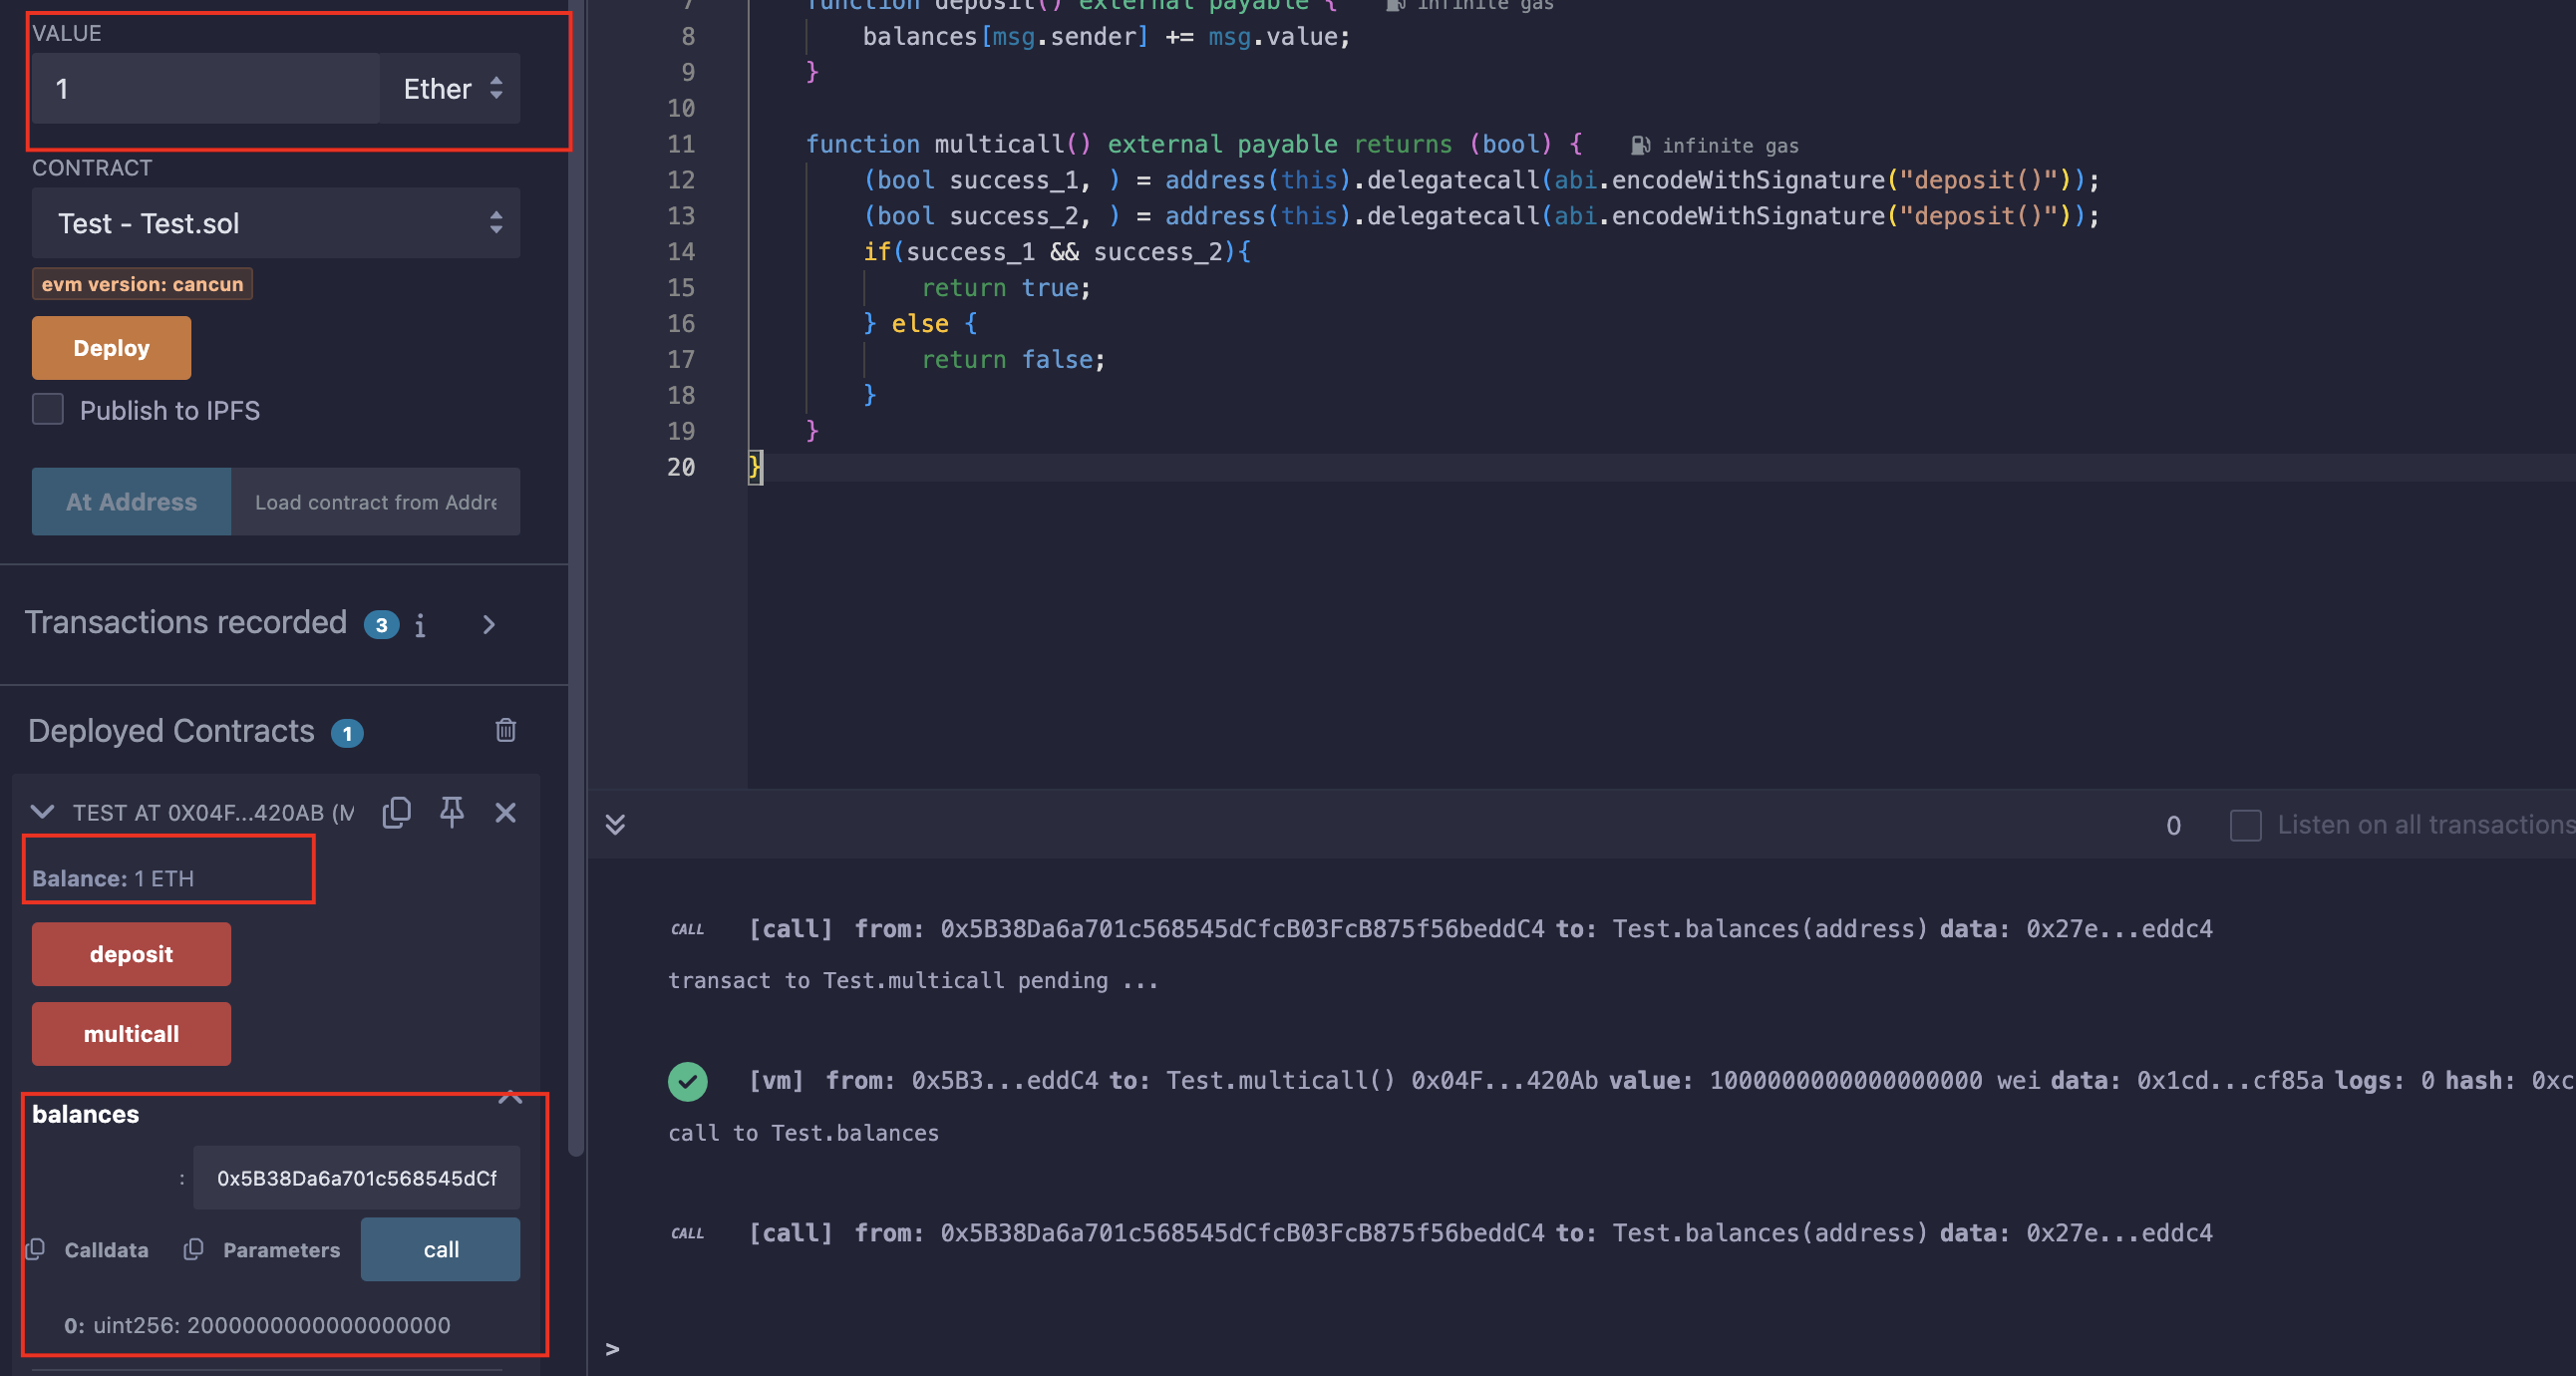 VALUE
1
Ether
CONTRACT
Test - Test.sol
evm version: cancun
Deploy
Publish to IPFS
At Address
Load contract from Addre
Transactions recorded 3 i
Deployed Contracts 1
TEST AT 0X04F...420AB (M
Balance: 1 ETH
deposit
multicall
balances
: 0x5B38Da6a701c568545dCf
Calldata Parameters call
0: uint256: 2000000000000000000
7 function deposit() external payable { infinite gas
8 balances[msg.sender] += msg.value;
9 }
10
11 function multicall() external payable returns (bool) { infinite gas
12 (bool success_1, ) = address(this).delegatecall(abi.encodeWithSignature("deposit()"));
13 (bool success_2, ) = address(this).delegatecall(abi.encodeWithSignature("deposit()"));
14 if(success_1 && success_2){
15 return true;
16 } else {
17 return false;
18 }
19 }
20 }
0 Listen on all transactions
CALL [call] from: 0x5B38Da6a701c568545dCfcB03FcB875f56beddC4 to: Test.balances(address) data: 0x27e...eddc4
transact to Test.multicall pending ...
[vm] from: 0x5B3...eddC4 to: Test.multicall() 0x04F...420Ab value: 1000000000000000000 wei data: 0x1cd...cf85a logs: 0 hash: 0xc
call to Test.balances
CALL [call] from: 0x5B38Da6a701c568545dCfcB03FcB875f56beddC4 to: Test.balances(address) data: 0x27e...eddc4
>